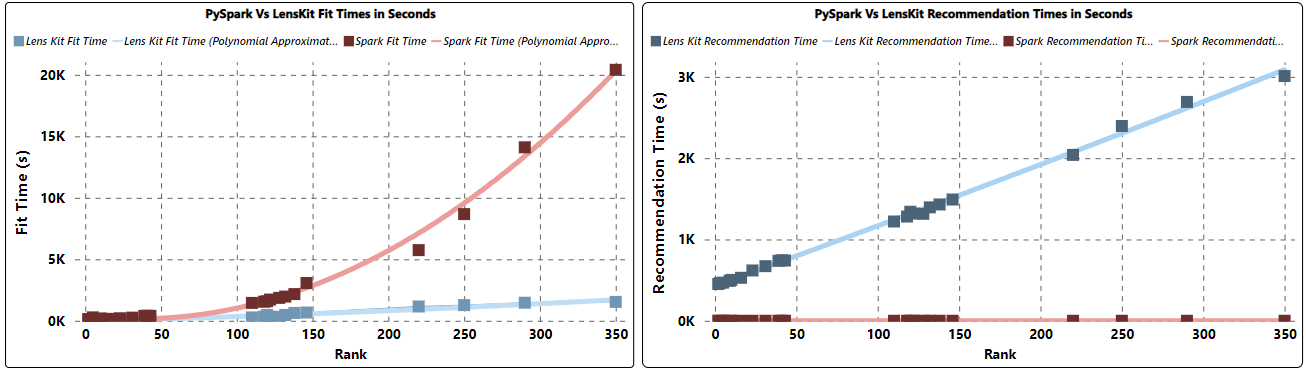 PySpark Vs LensKit Fit Times in Seconds
Lens Kit Fit Time Lens Kit Fit Time (Polynomial Approximat... Spark Fit Time Spark Fit Time (Polynomial Appro...
20K
15K
10K
5K
0K
Fit Time (s)
0 50 100 150 200 250 300 350
Rank
PySpark Vs LensKit Recommendation Times in Seconds
Lens Kit Recommendation Time Lens Kit Recommendation Time... Spark Recommendation Ti... Spark Recommendati...
3K
2K
1K
0K
Recommendation Time (s)
0 50 100 150 200 250 300 350
Rank